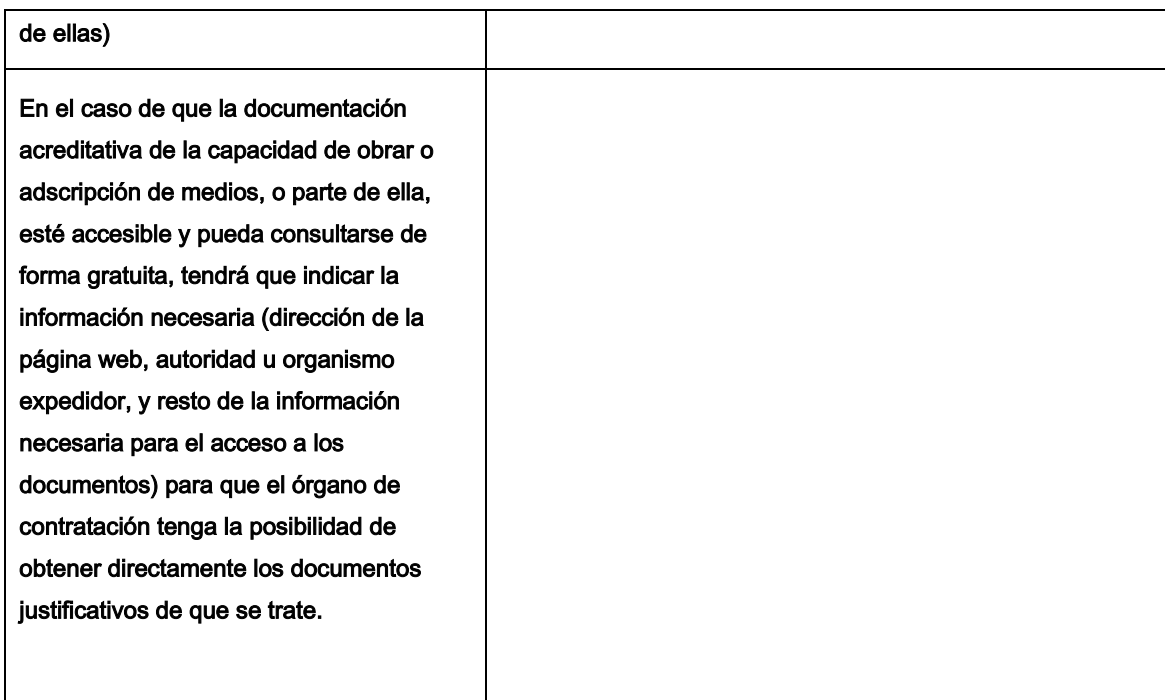 de ellas)
En el caso de que la documentación
acreditativa de la capacidad de obrar o
adscripción de medios, o parte de ella,
esté accesible y pueda consultarse de
forma gratuita, tendrá que indicar la
información necesaria (dirección de la
página web, autoridad u organismo
expedidor, y resto de la información
necesaria para el acceso a los
documentos) para que el órgano de
contratación tenga la posibilidad de
obtener directamente los documentos
justificativos de que se trate.